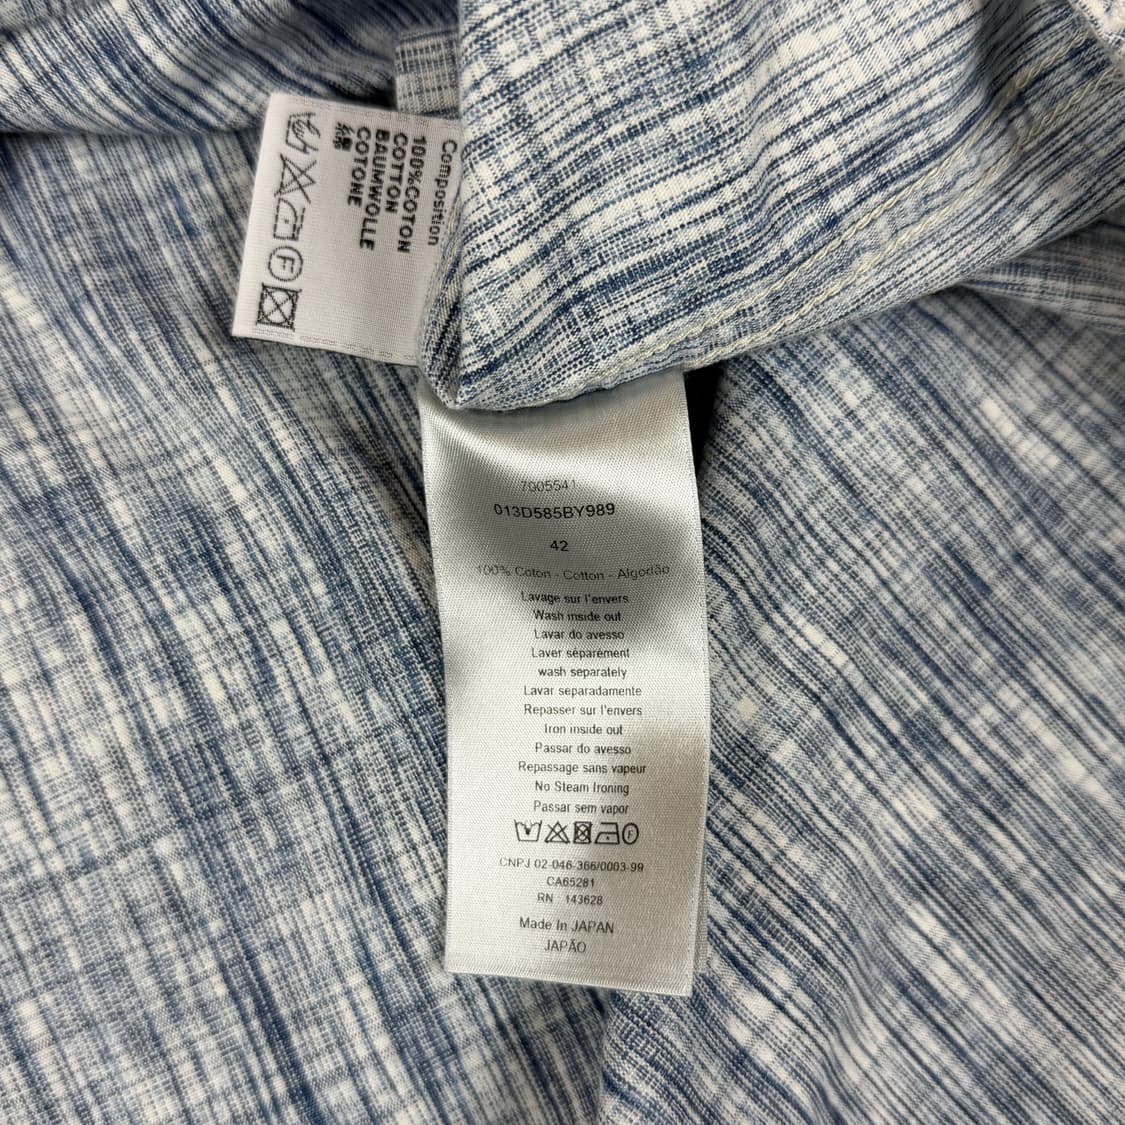 Composition
100%COTON
COTTON
BAUMWOLLE
COTONE
綿
7005541
013D585BY989
42
100% Coton - Cotton - Algodão
Lavage sur l'envers
Wash inside out
Lavar do avesso
Laver séparément
wash separately
Lavar separadamente
Repasser sur l'envers
Iron inside out
Passar do avesso
Repassage sans vapeur
No Steam Ironing
Passar sem vapor
CNPJ 02-046-366/0003-99
CA65281
RN : 143628
Made In JAPAN
JAPÃO